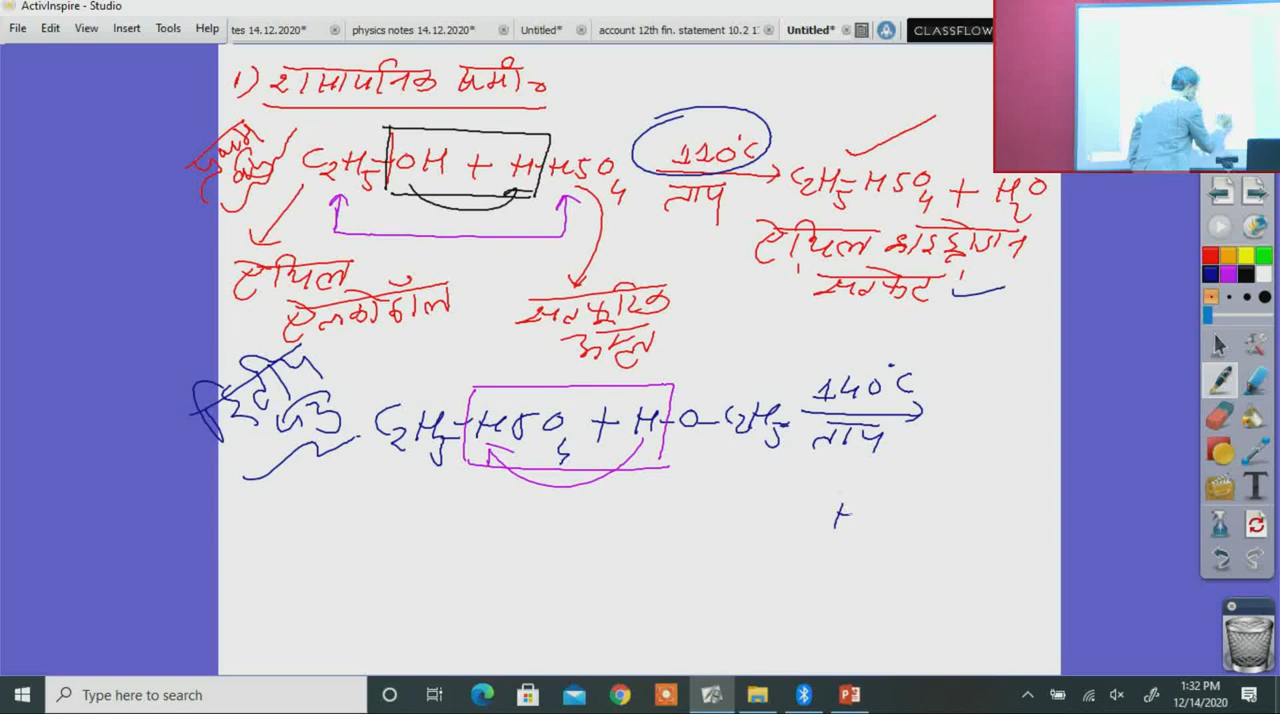 ActivInspire - Studio
File Edit View Insert Tools Help
tes 14.12.2020* physics notes 14.12.2020* Untitled* account 12th fin. statement 10.2 1 Untitled* CLASSFLOW
1) रासायनिक समी०
C2H5-OH + H-HSO4 110°C ताप C2H5-HSO4 + H2O
एथिल हाइड्रोजन
सल्फेट
एथिल
एल्कोहॉल
सल्फ्यूरिक
अम्ल
C2H5-HSO4 + H-O-C2H5 140°C ताप
+
Type here to search
1:32 PM
12/14/2020